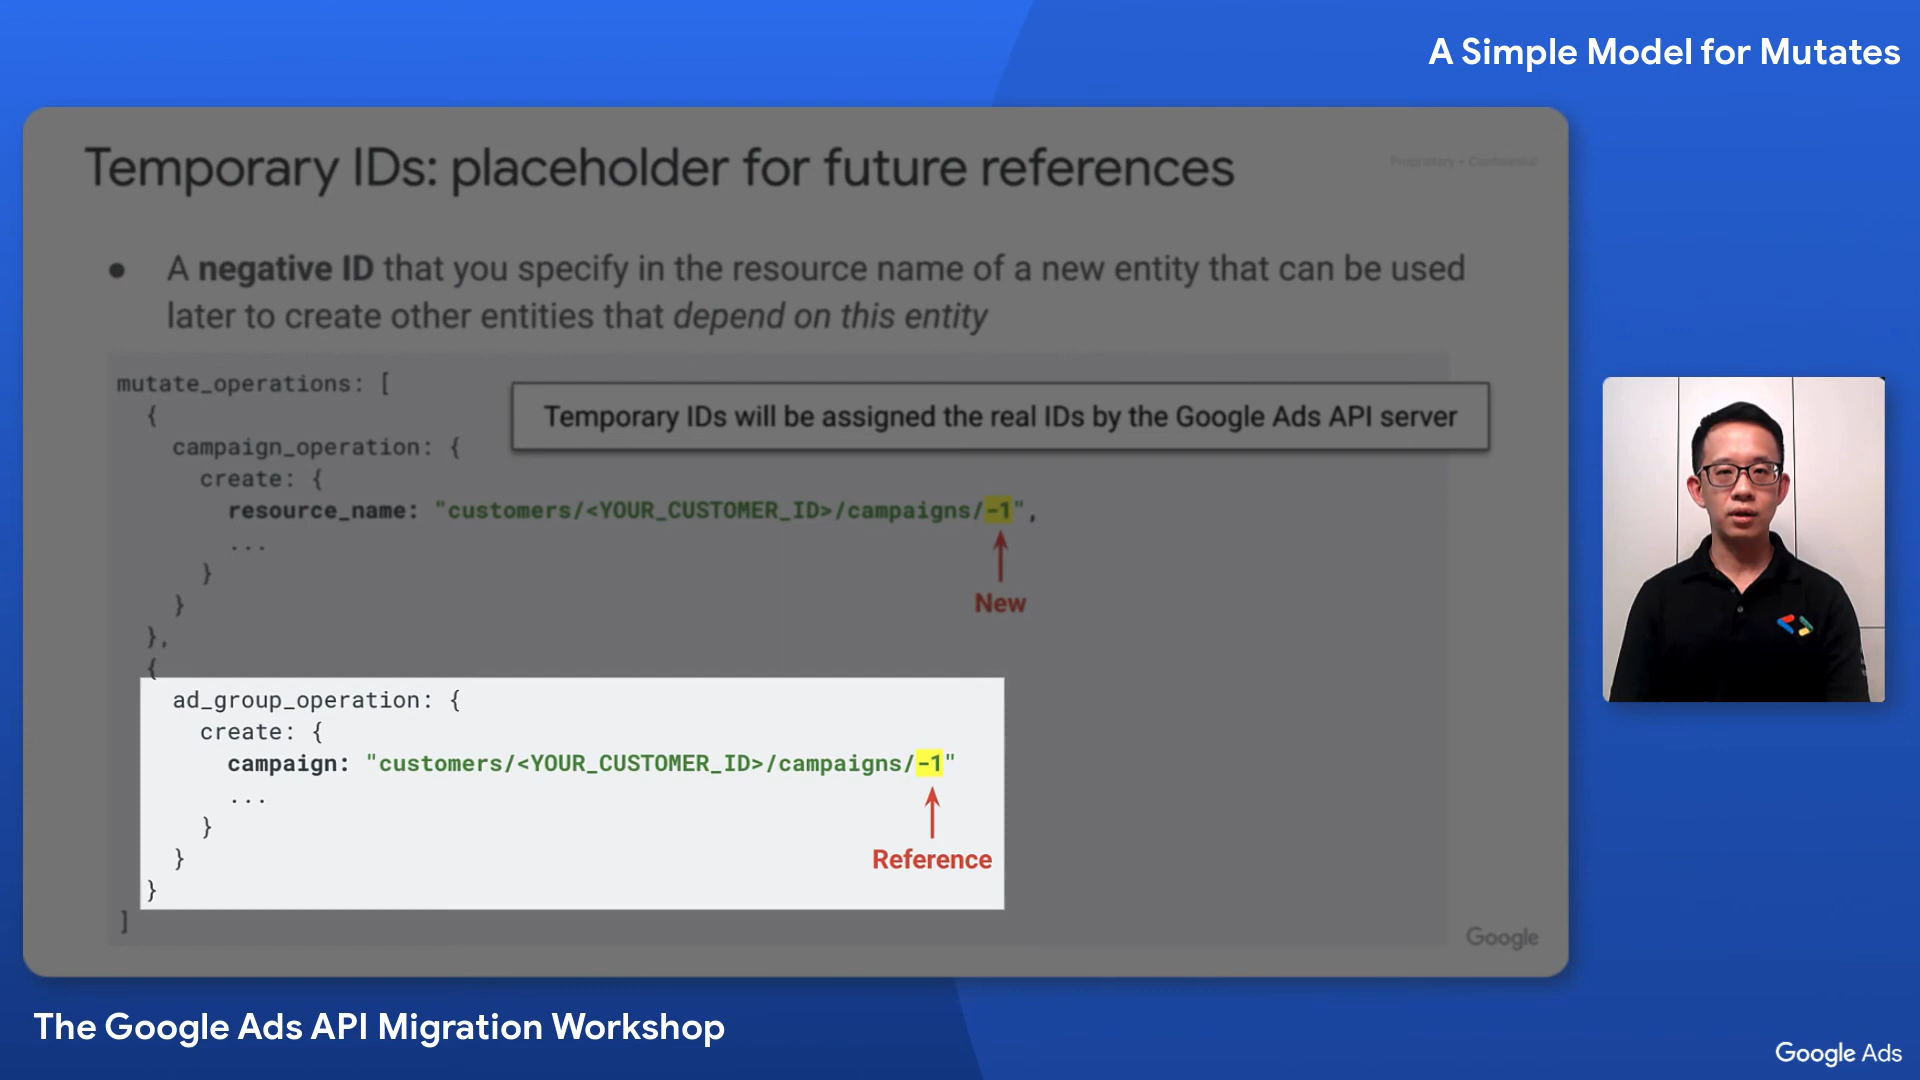 A Simple Model for Mutates
Temporary IDs: placeholder for future references
Proprietary + Confidential
● A negative ID that you specify in the resource name of a new entity that can be used
later to create other entities that depend on this entity
mutate_operations: [
{
Temporary IDs will be assigned the real IDs by the Google Ads API server
campaign_operation: {
create: {
resource_name: "customers/<YOUR_CUSTOMER_ID>/campaigns/-1",
...
}
New
}
},
{
ad_group_operation: {
create: {
campaign: "customers/<YOUR_CUSTOMER_ID>/campaigns/-1"
...
}
}
Reference
}
]
Google
The Google Ads API Migration Workshop
Google Ads